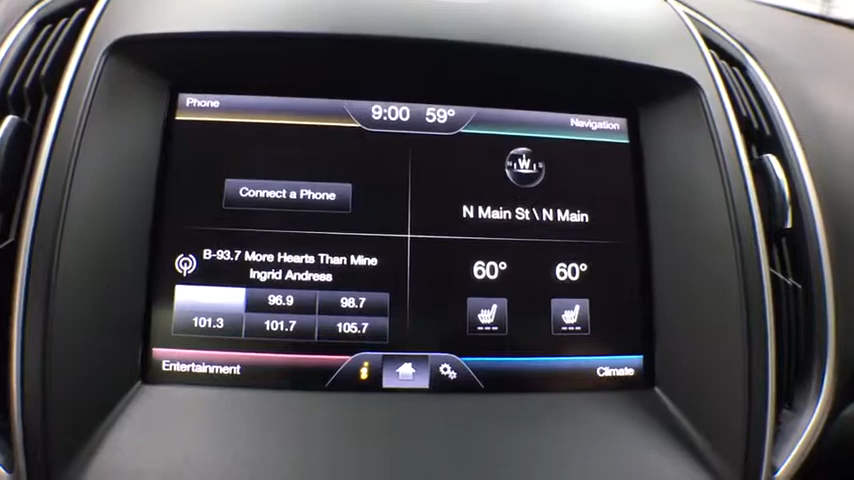 Phone
9:00 59°
Navigation
N W S
Connect a Phone
N Main St \ N Main
B-93.7 More Hearts Than Mine
Ingrid Andress
60° 60°
96.9 98.7
101.3 101.7 105.7
Entertainment
i
Climate